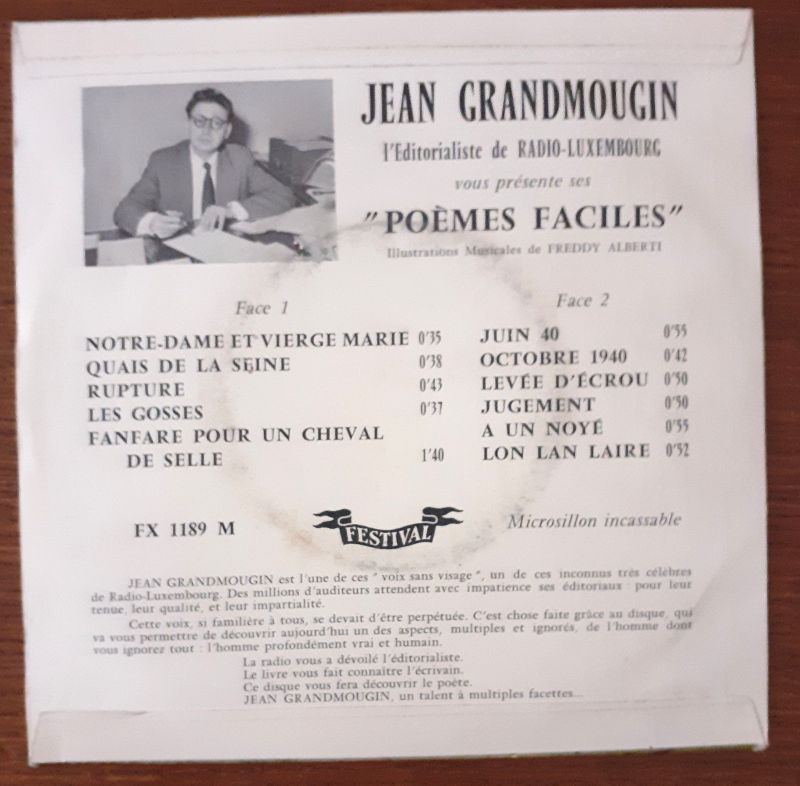 JEAN GRANDMOUGIN
l'Editorialiste de RADIO-LUXEMBOURG
vous présente ses
"POÈMES FACILES"
Illustrations Musicales de FREDDY ALBERTI
Face 1
NOTRE-DAME ET VIERGE MARIE 0'35
QUAIS DE LA SEINE 0'38
RUPTURE 0'43
LES GOSSES 0'37
FANFARE POUR UN CHEVAL
DE SELLE 1'40
Face 2
JUIN 40 0'55
OCTOBRE 1940 0'42
LEVÉE D'ÉCROU 0'50
JUGEMENT 0'50
A UN NOYÉ 0'55
LON LAN LAIRE 0'52
FX 1189 M
FESTIVAL
Microsillon incassable
JEAN GRANDMOUGIN est l'une de ces " voix sans visage ", un de ces inconnus très célèbres
de Radio-Luxembourg. Des millions d'auditeurs attendent avec impatience ses éditoriaux : pour leur
tenue, leur qualité, et leur impartialité.
Cette voix, si familière à tous, se devait d'être perpétuée. C'est chose faite grâce au disque, qui
va vous permettre de découvrir aujourd'hui un des aspects, multiples et ignorés, de l'homme dont
vous ignorez tout : l'homme profondément vrai et humain.
La radio vous a dévoilé l'éditorialiste.
Le livre vous fait connaître l'écrivain.
Ce disque vous fera découvrir le poète.
JEAN GRANDMOUGIN, un talent à multiples facettes...